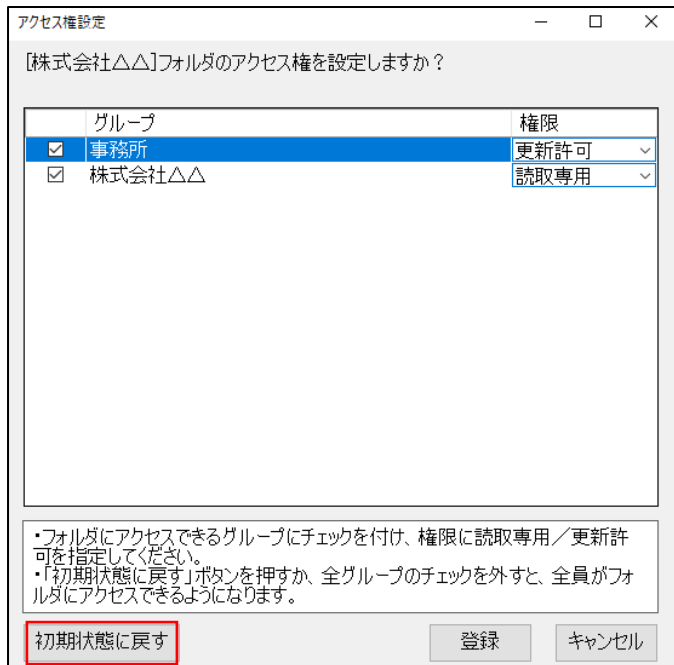 アクセス権設定
[株式会社△△]フォルダのアクセス権を設定しますか？
グループ 権限
事務所 更新許可
株式会社△△ 読取専用
・フォルダにアクセスできるグループにチェックを付け、権限に読取専用／更新許
可を指定してください。
・「初期状態に戻す」ボタンを押すか、全グループのチェックを外すと、全員がフォ
ルダにアクセスできるようになります。
初期状態に戻す 登録 キャンセル